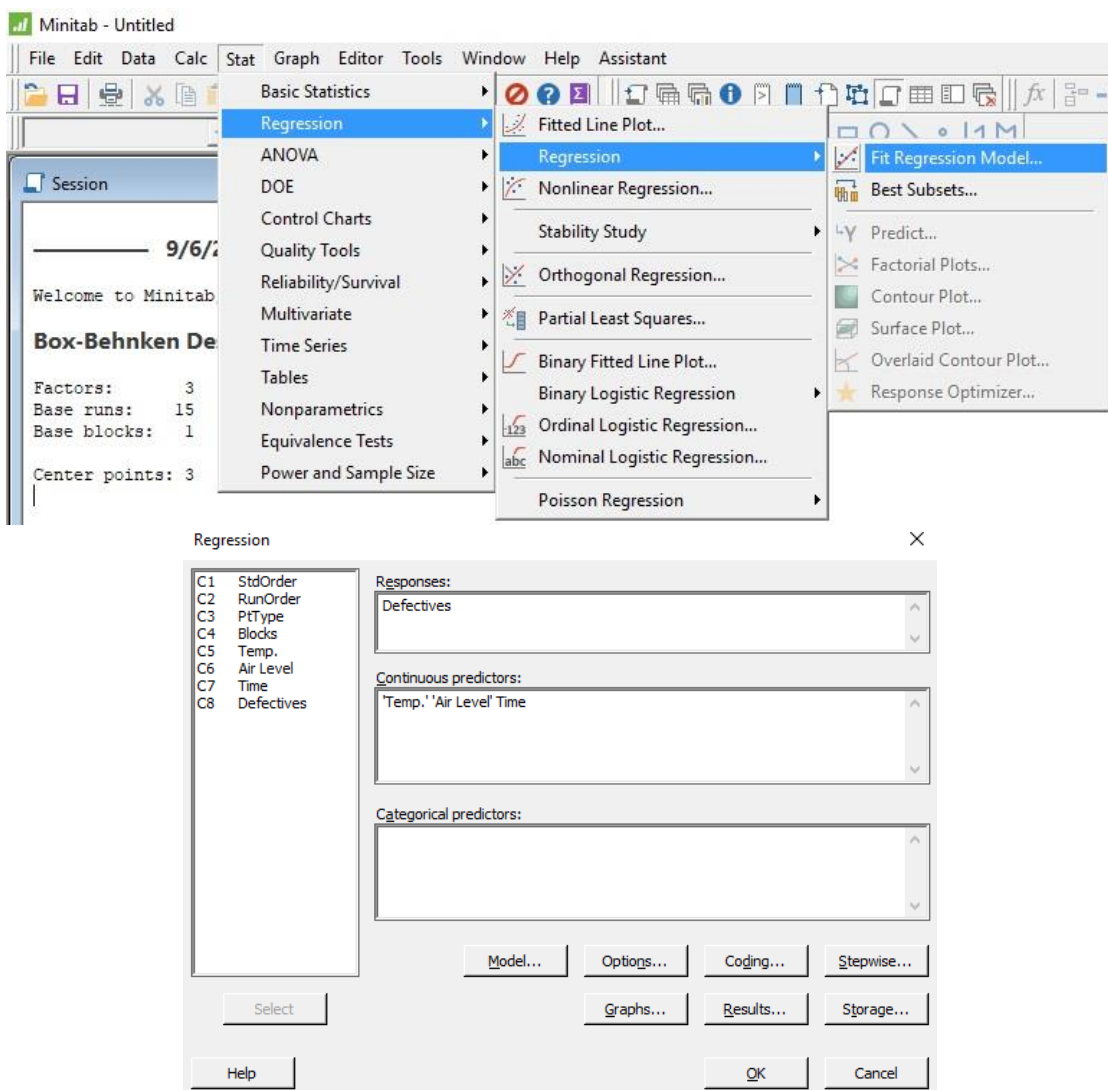 Minitab - Untitled
File Edit Data Calc Stat Graph Editor Tools Window Help Assistant
Basic Statistics
Regression
ANOVA
DOE
Control Charts
Quality Tools
Reliability/Survival
Multivariate
Time Series
Tables
Nonparametrics
Equivalence Tests
Power and Sample Size
Fitted Line Plot...
Regression
Nonlinear Regression...
Stability Study
Orthogonal Regression...
Partial Least Squares...
Binary Fitted Line Plot...
Binary Logistic Regression
Ordinal Logistic Regression...
Nominal Logistic Regression...
Poisson Regression
Fit Regression Model...
Best Subsets...
Predict...
Factorial Plots...
Contour Plot...
Surface Plot...
Overlaid Contour Plot...
Response Optimizer...
Session
9/6/2
Welcome to Minitab
Box-Behnken De
Factors: 3
Base runs: 15
Base blocks: 1
Center points: 3
Regression
C1 StdOrder
C2 RunOrder
C3 PtType
C4 Blocks
C5 Temp.
C6 Air Level
C7 Time
C8 Defectives
Responses:
Defectives
Continuous predictors:
'Temp.' 'Air Level' Time
Categorical predictors:
Model... Options... Coding... Stepwise...
Select Graphs... Results... Storage...
Help OK Cancel